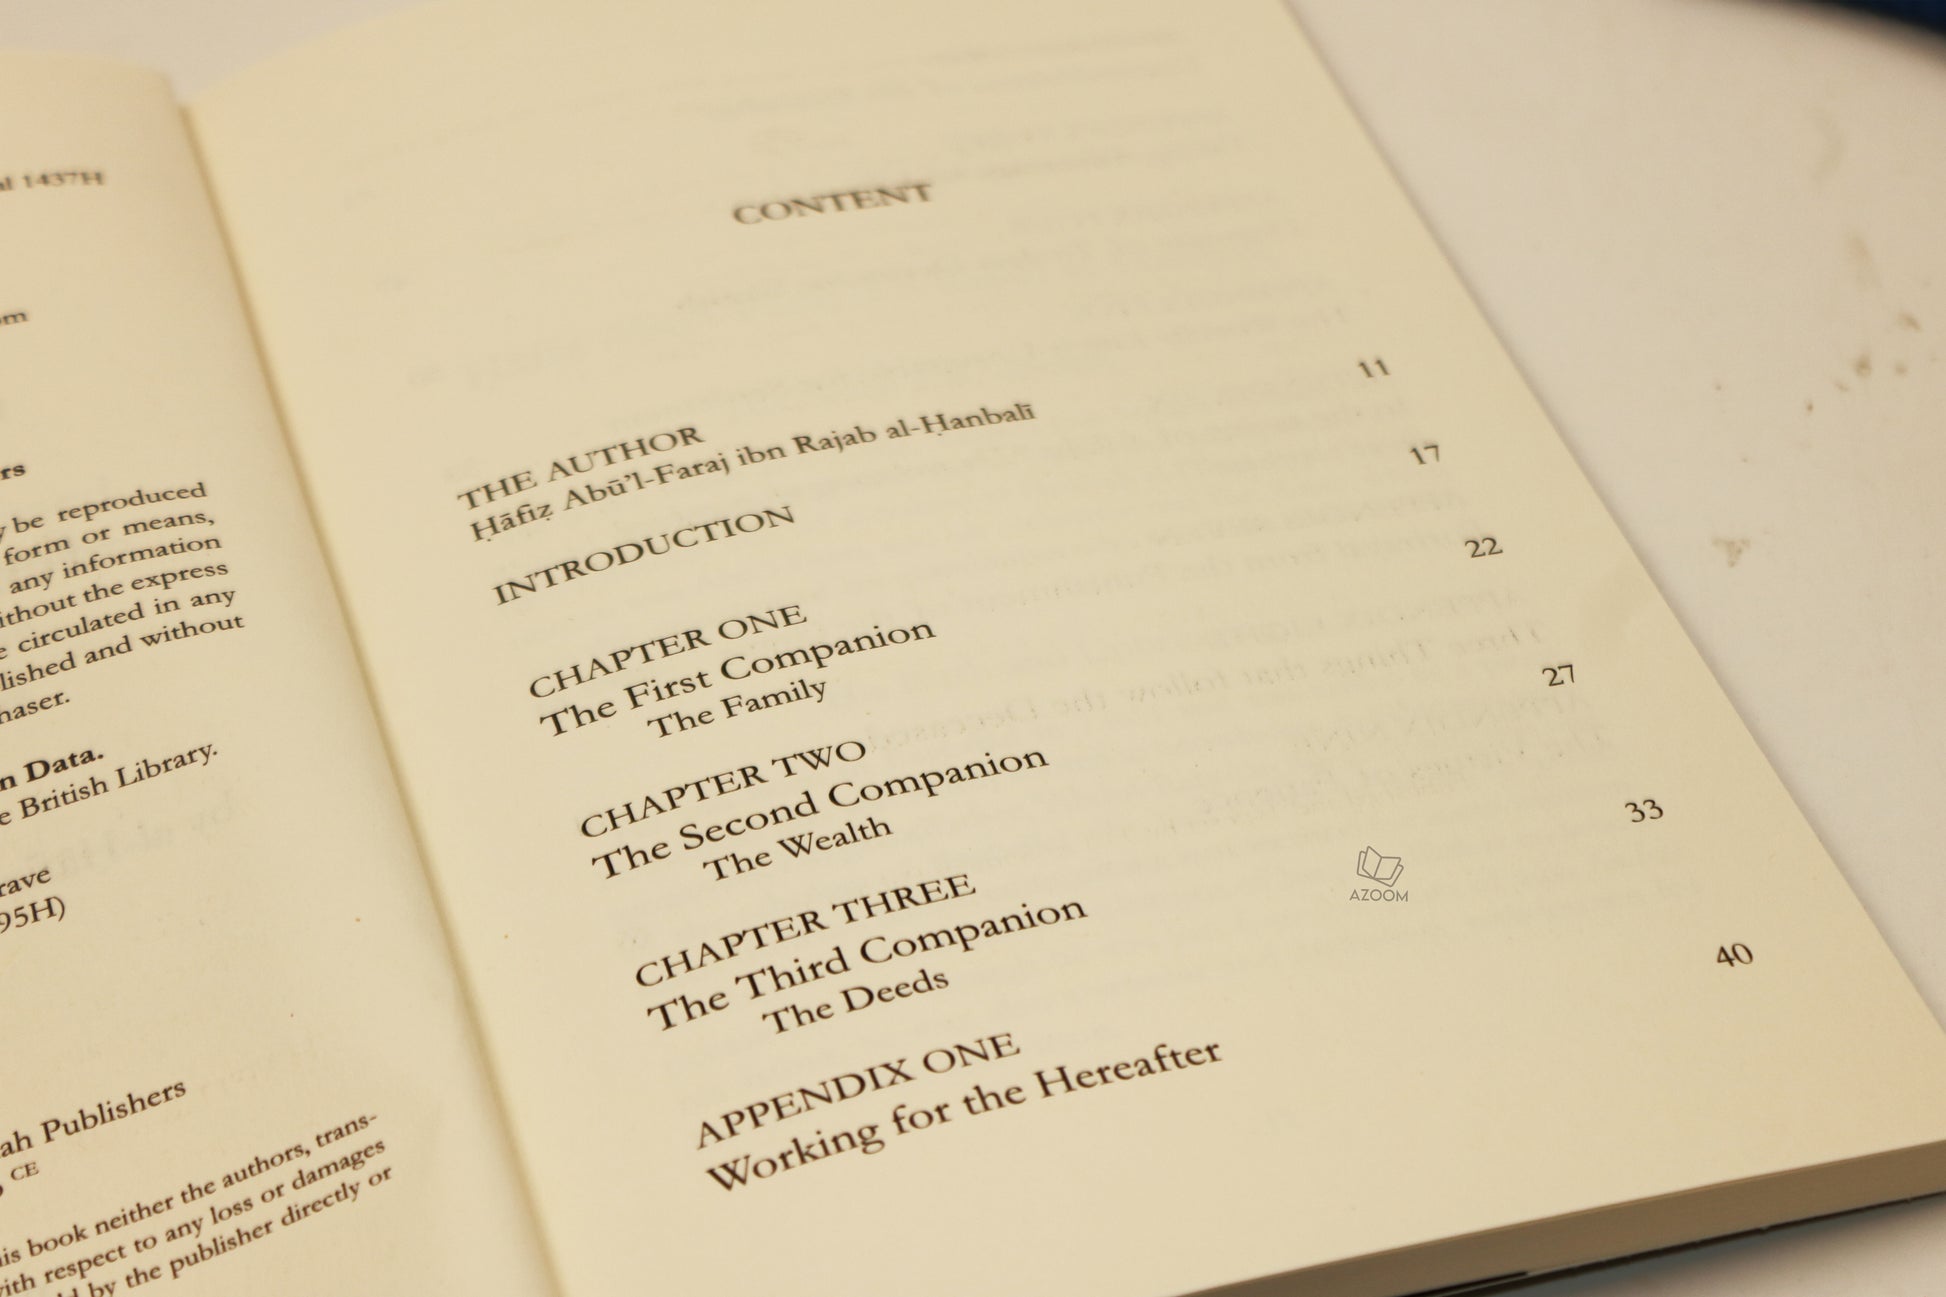 al 1437H
om
rs
y be reproduced
form or means,
any information
ithout the express
e circulated in any
lished and without
haser.
n Data.
e British Library.
rave
95H)
ah Publishers
CE
is book neither the authors, trans-
ith respect to any loss or damages
ld by the publisher directly or
CONTENT
THE AUTHOR 11
Ḥāfiẓ Abū’l-Faraj ibn Rajab al-Ḥanbalī
INTRODUCTION 17
CHAPTER ONE 22
The First Companion
The Family
CHAPTER TWO 27
The Second Companion
The Wealth
CHAPTER THREE 33
The Third Companion
The Deeds
APPENDIX ONE 40
Working for the Hereafter
AZOOM